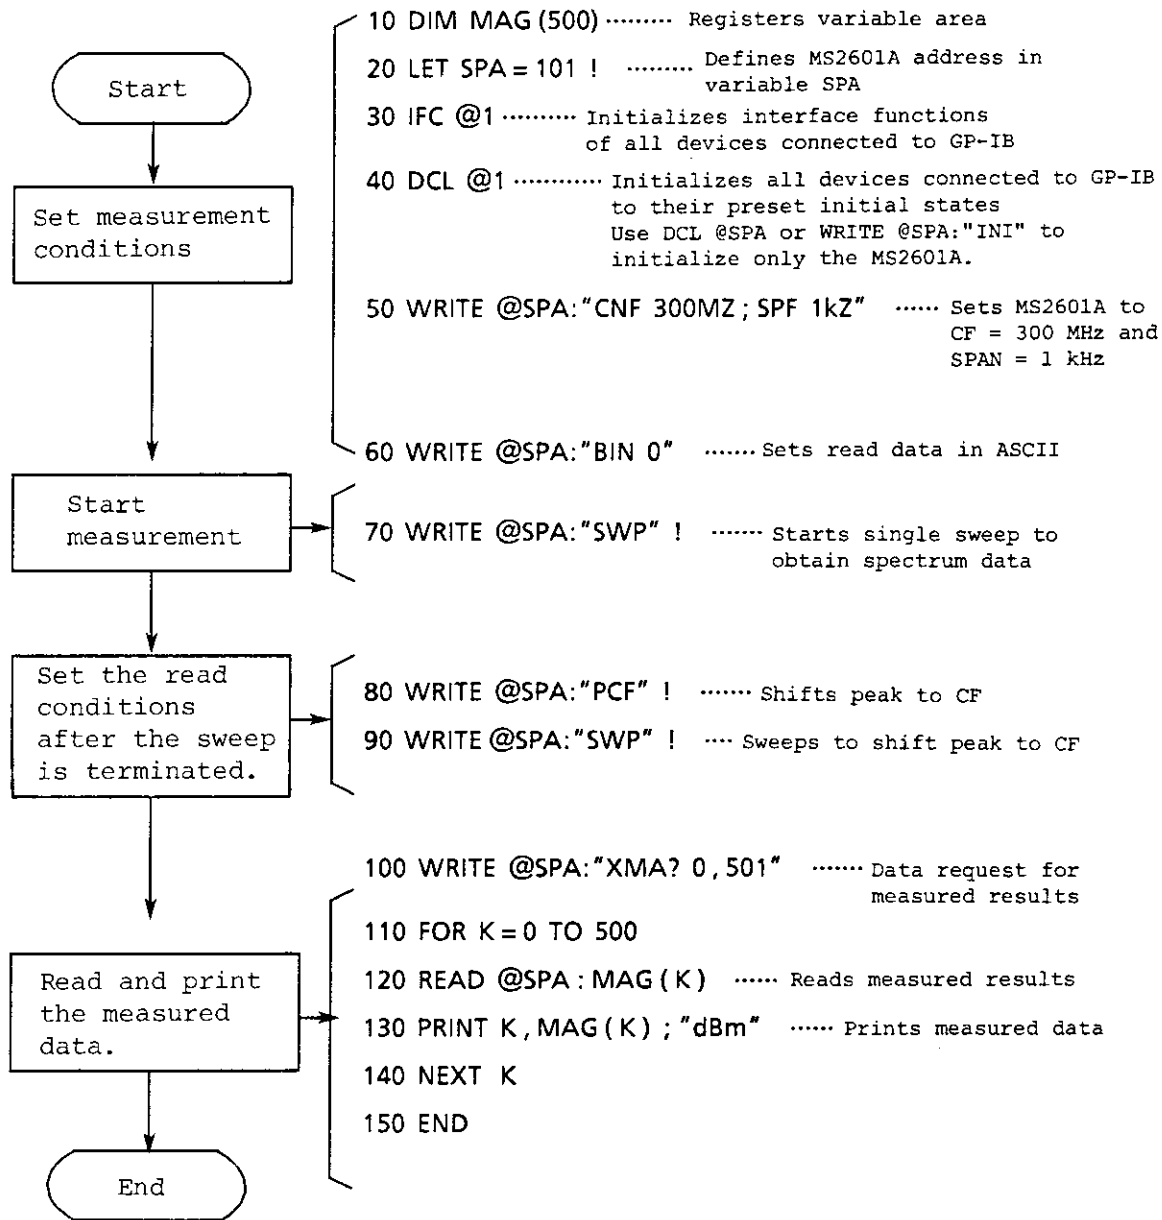 Start
Set measurement
conditions
10 DIM MAG (500) ········· Registers variable area
20 LET SPA = 101 ! ········· Defines MS2601A address in
variable SPA
30 IFC @1 ·········· Initializes interface functions
of all devices connected to GP-IB
40 DCL @1 ············ Initializes all devices connected to GP-IB
to their preset initial states
Use DCL @SPA or WRITE @SPA:"INI" to
initialize only the MS2601A.
50 WRITE @SPA:"CNF 300MZ ; SPF 1kZ" ······ Sets MS2601A to
CF = 300 MHz and
SPAN = 1 kHz
60 WRITE @SPA:"BIN 0" ······· Sets read data in ASCII
Start
measurement
70 WRITE @SPA:"SWP" ! ······· Starts single sweep to
obtain spectrum data
Set the read
conditions
after the sweep
is terminated.
80 WRITE @SPA:"PCF" ! ······· Shifts peak to CF
90 WRITE @SPA:"SWP" ! ···· Sweeps to shift peak to CF
100 WRITE @SPA:"XMA? 0 , 501" ······· Data request for
measured results
Read and print
the measured
data.
110 FOR K = 0 TO 500
120 READ @SPA : MAG ( K ) ······ Reads measured results
130 PRINT K , MAG ( K ) ; "dBm" ······ Prints measured data
140 NEXT K
150 END
End